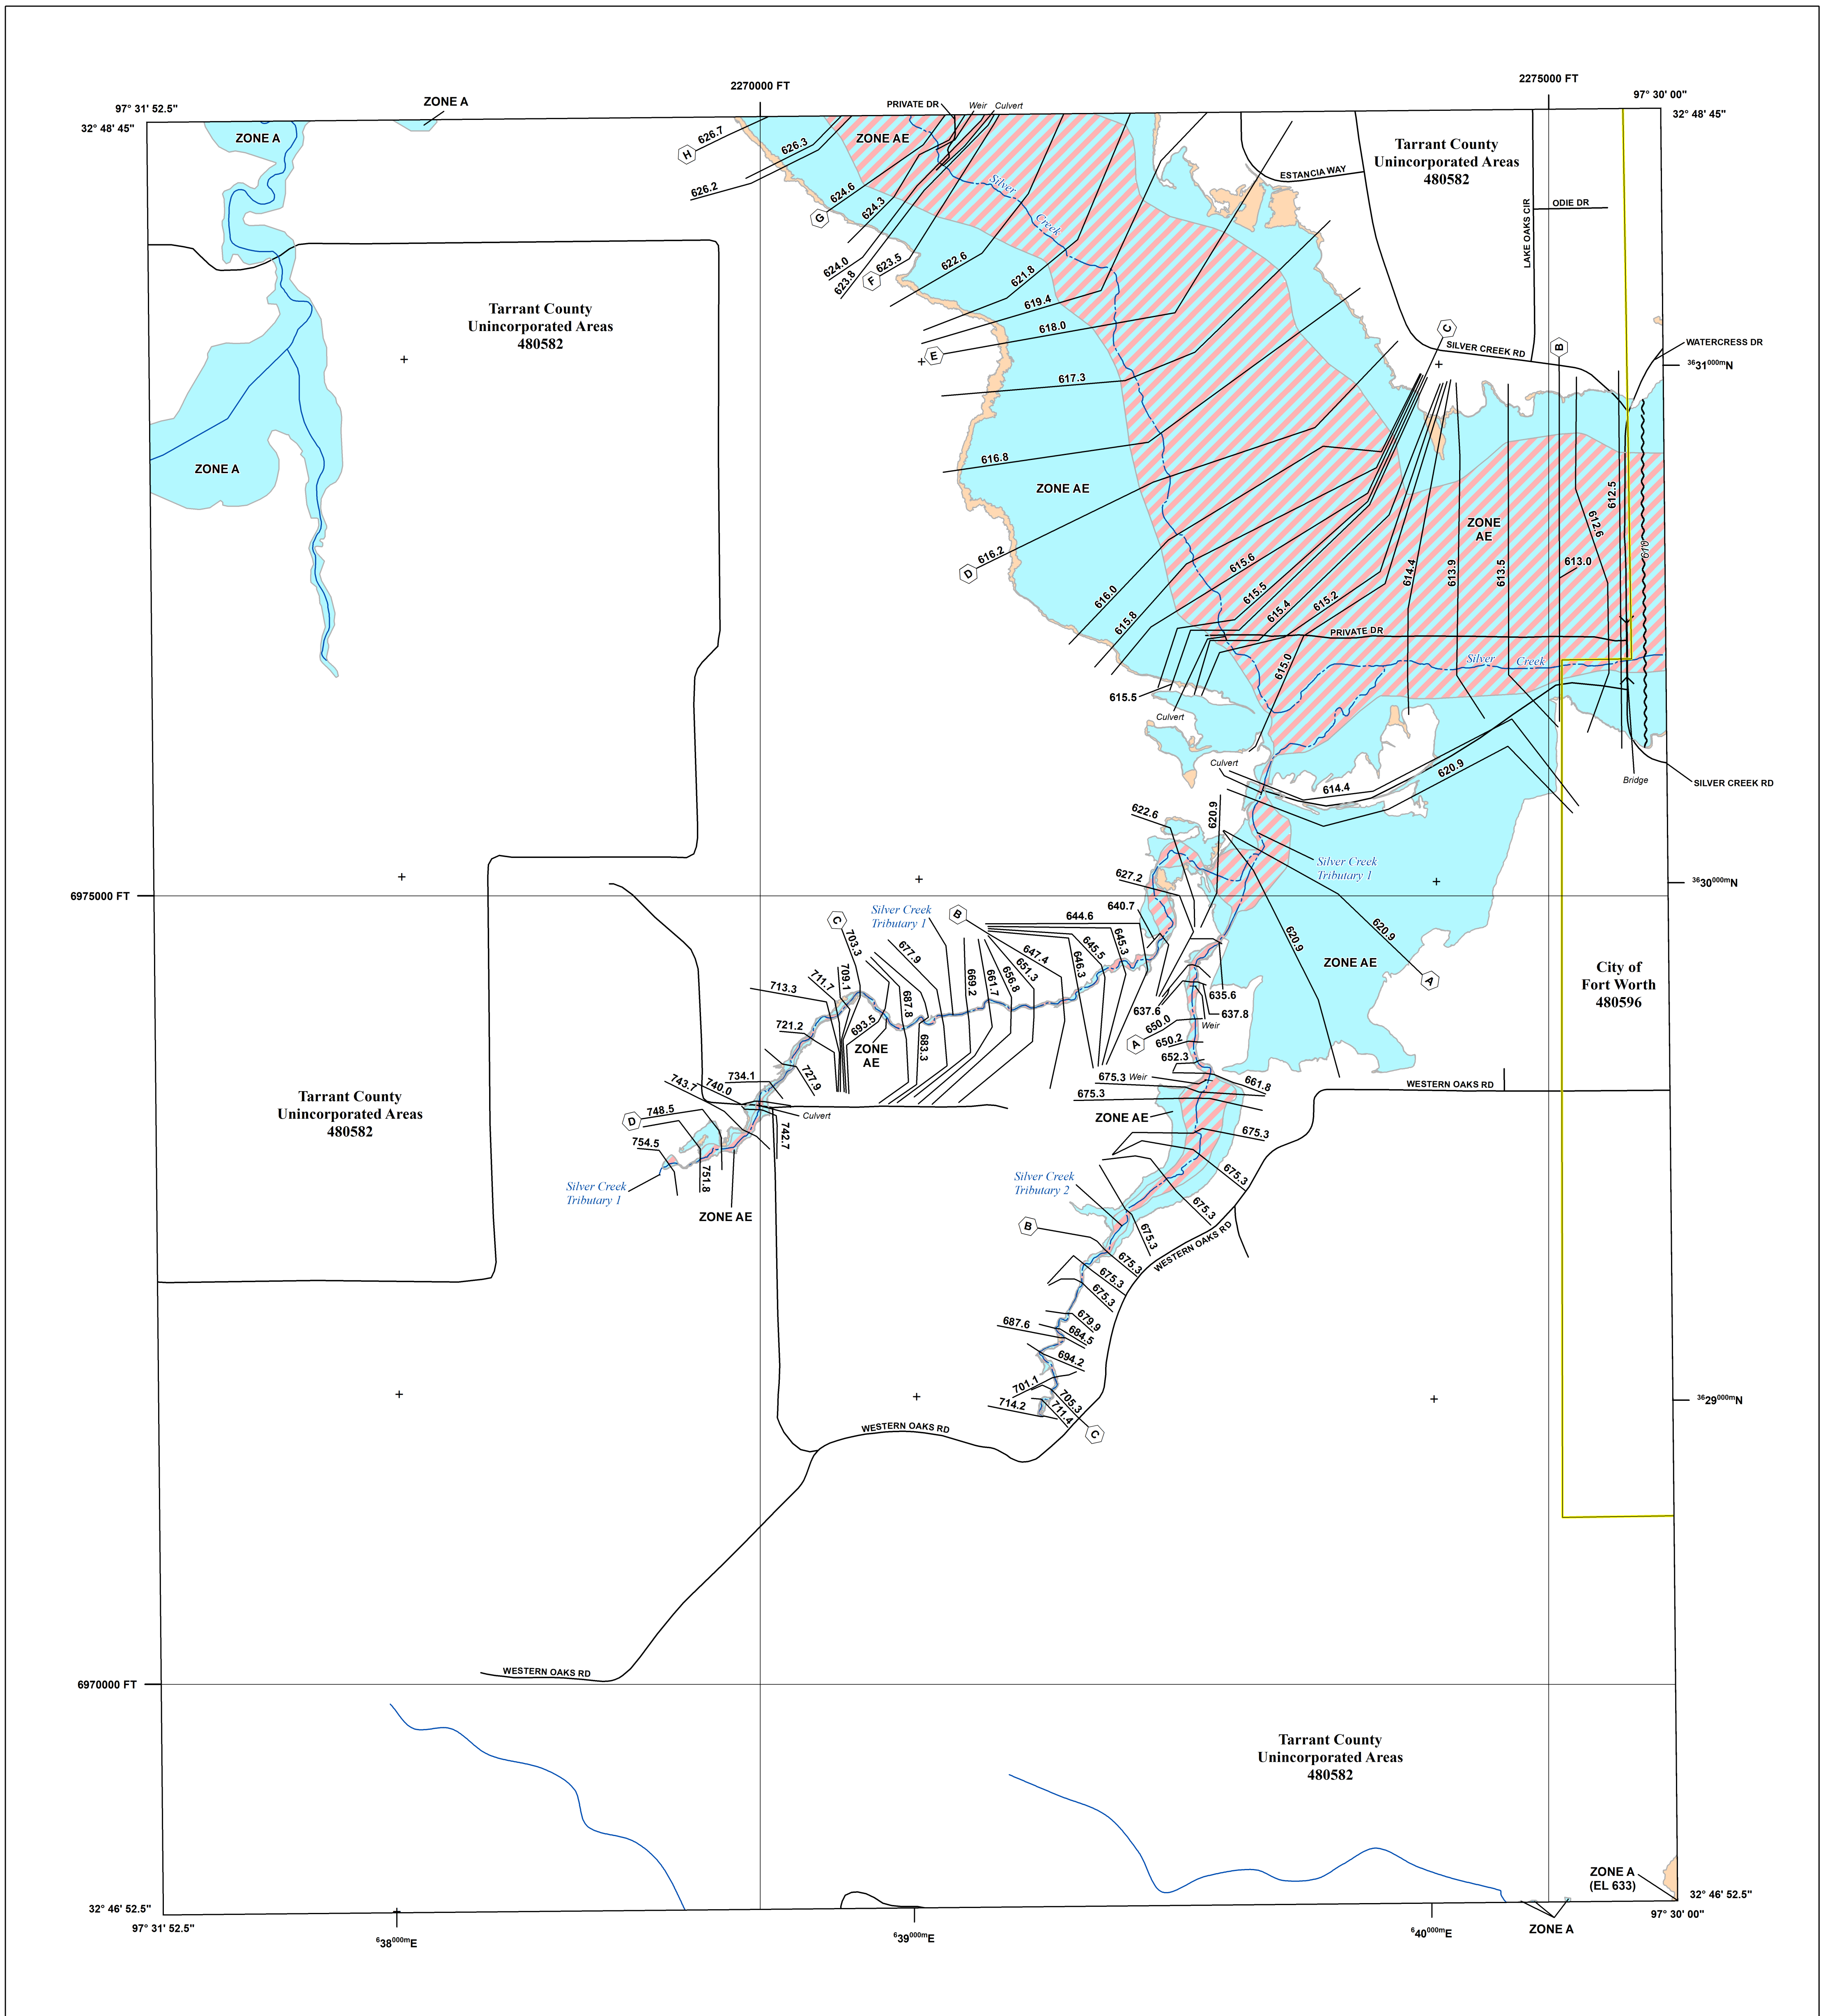 2270000 FT
2275000 FT
97° 31' 52.5"
32° 48' 45"
97° 30' 00"
32° 48' 45"
ZONE A
ZONE A
PRIVATE DR
Weir
Culvert
ZONE AE
H
626.7
626.3
626.2
G
624.6
624.3
624.0
623.8
F
623.5
622.6
621.8
619.4
E
618.0
617.3
616.8
Silver
Creek
ESTANCIA WAY
Tarrant County
Unincorporated Areas
480582
LAKE OAKS CIR
ODIE DR
C
SILVER CREEK RD
B
WATERCRESS DR
3631000mN
Tarrant County
Unincorporated Areas
480582
ZONE A
ZONE AE
D
616.2
616.0
615.8
615.6
615.5
615.4
615.2
615.0
614.4
613.9
613.5
613.0
612.6
612.5
610
ZONE
AE
PRIVATE DR
Silver
Creek
615.5
Culvert
Culvert
614.4
620.9
Bridge
SILVER CREEK RD
622.6
620.9
Silver Creek
Tributary 1
627.2
640.7
6975000 FT
3630000mN
Silver Creek
Tributary 1
C
703.3
B
677.9
644.6
645.3
645.5
646.3
647.4
651.3
656.8
661.7
669.2
683.3
687.8
693.5
709.1
711.7
713.3
721.2
727.9
ZONE
AE
620.9
620.9
A
ZONE AE
City of
Fort Worth
480596
635.6
637.6
637.8
Weir
650.0
A
650.2
652.3
675.3
Weir
661.8
675.3
WESTERN OAKS RD
ZONE AE
675.3
734.1
740.0
743.7
Culvert
742.7
D
748.5
754.5
751.8
Silver Creek
Tributary 1
ZONE AE
Tarrant County
Unincorporated Areas
480582
Silver Creek
Tributary 2
675.3
675.3
675.3
B
675.3
675.3
675.3
WESTERN OAKS RD
679.9
684.5
687.6
694.2
701.1
705.3
711.4
714.2
C
3629000mN
WESTERN OAKS RD
WESTERN OAKS RD
6970000 FT
Tarrant County
Unincorporated Areas
480582
ZONE A
(EL 633)
ZONE A
32° 46' 52.5"
97° 31' 52.5"
32° 46' 52.5"
97° 30' 00"
638000mE
639000mE
640000mE